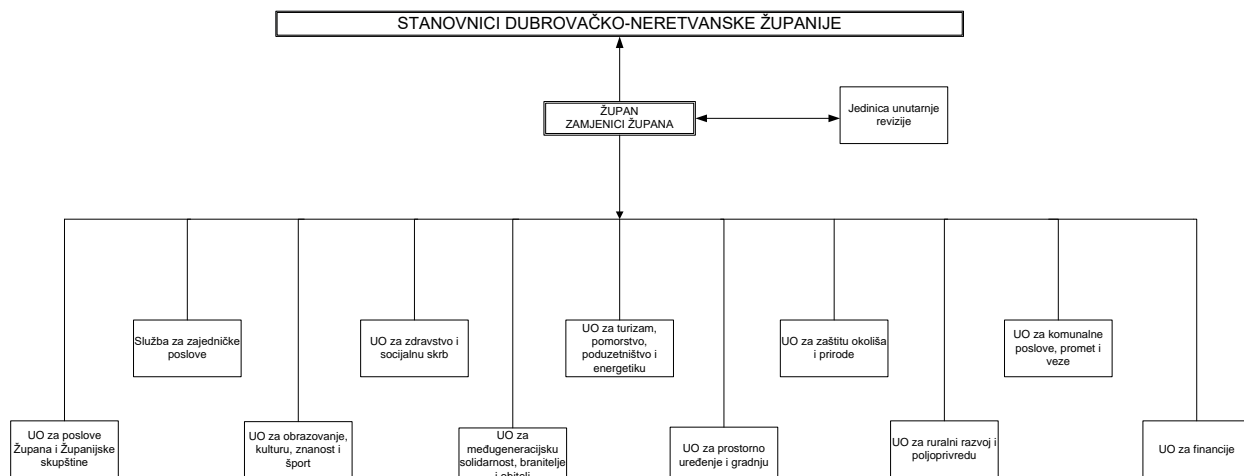 STANOVNICI DUBROVAČKO-NERETVANSKE ŽUPANIJE
ŽUPAN
ZAMJENICI ŽUPANA
Jedinica unutarnje
revizije
Služba za zajedničke
poslove
UO za zdravstvo i
socijalnu skrb
UO za turizam,
pomorstvo,
poduzetništvo i
energetiku
UO za zaštitu okoliša
i prirode
UO za komunalne
poslove, promet i
veze
UO za poslove
Župana i Županijske
skupštine
UO za obrazovanje,
kulturu, znanost i
šport
UO za
međugeneracijsku
solidarnost, branitelje
i obitelj
UO za prostorno
uređenje i gradnju
UO za ruralni razvoj i
poljoprivredu
UO za financije